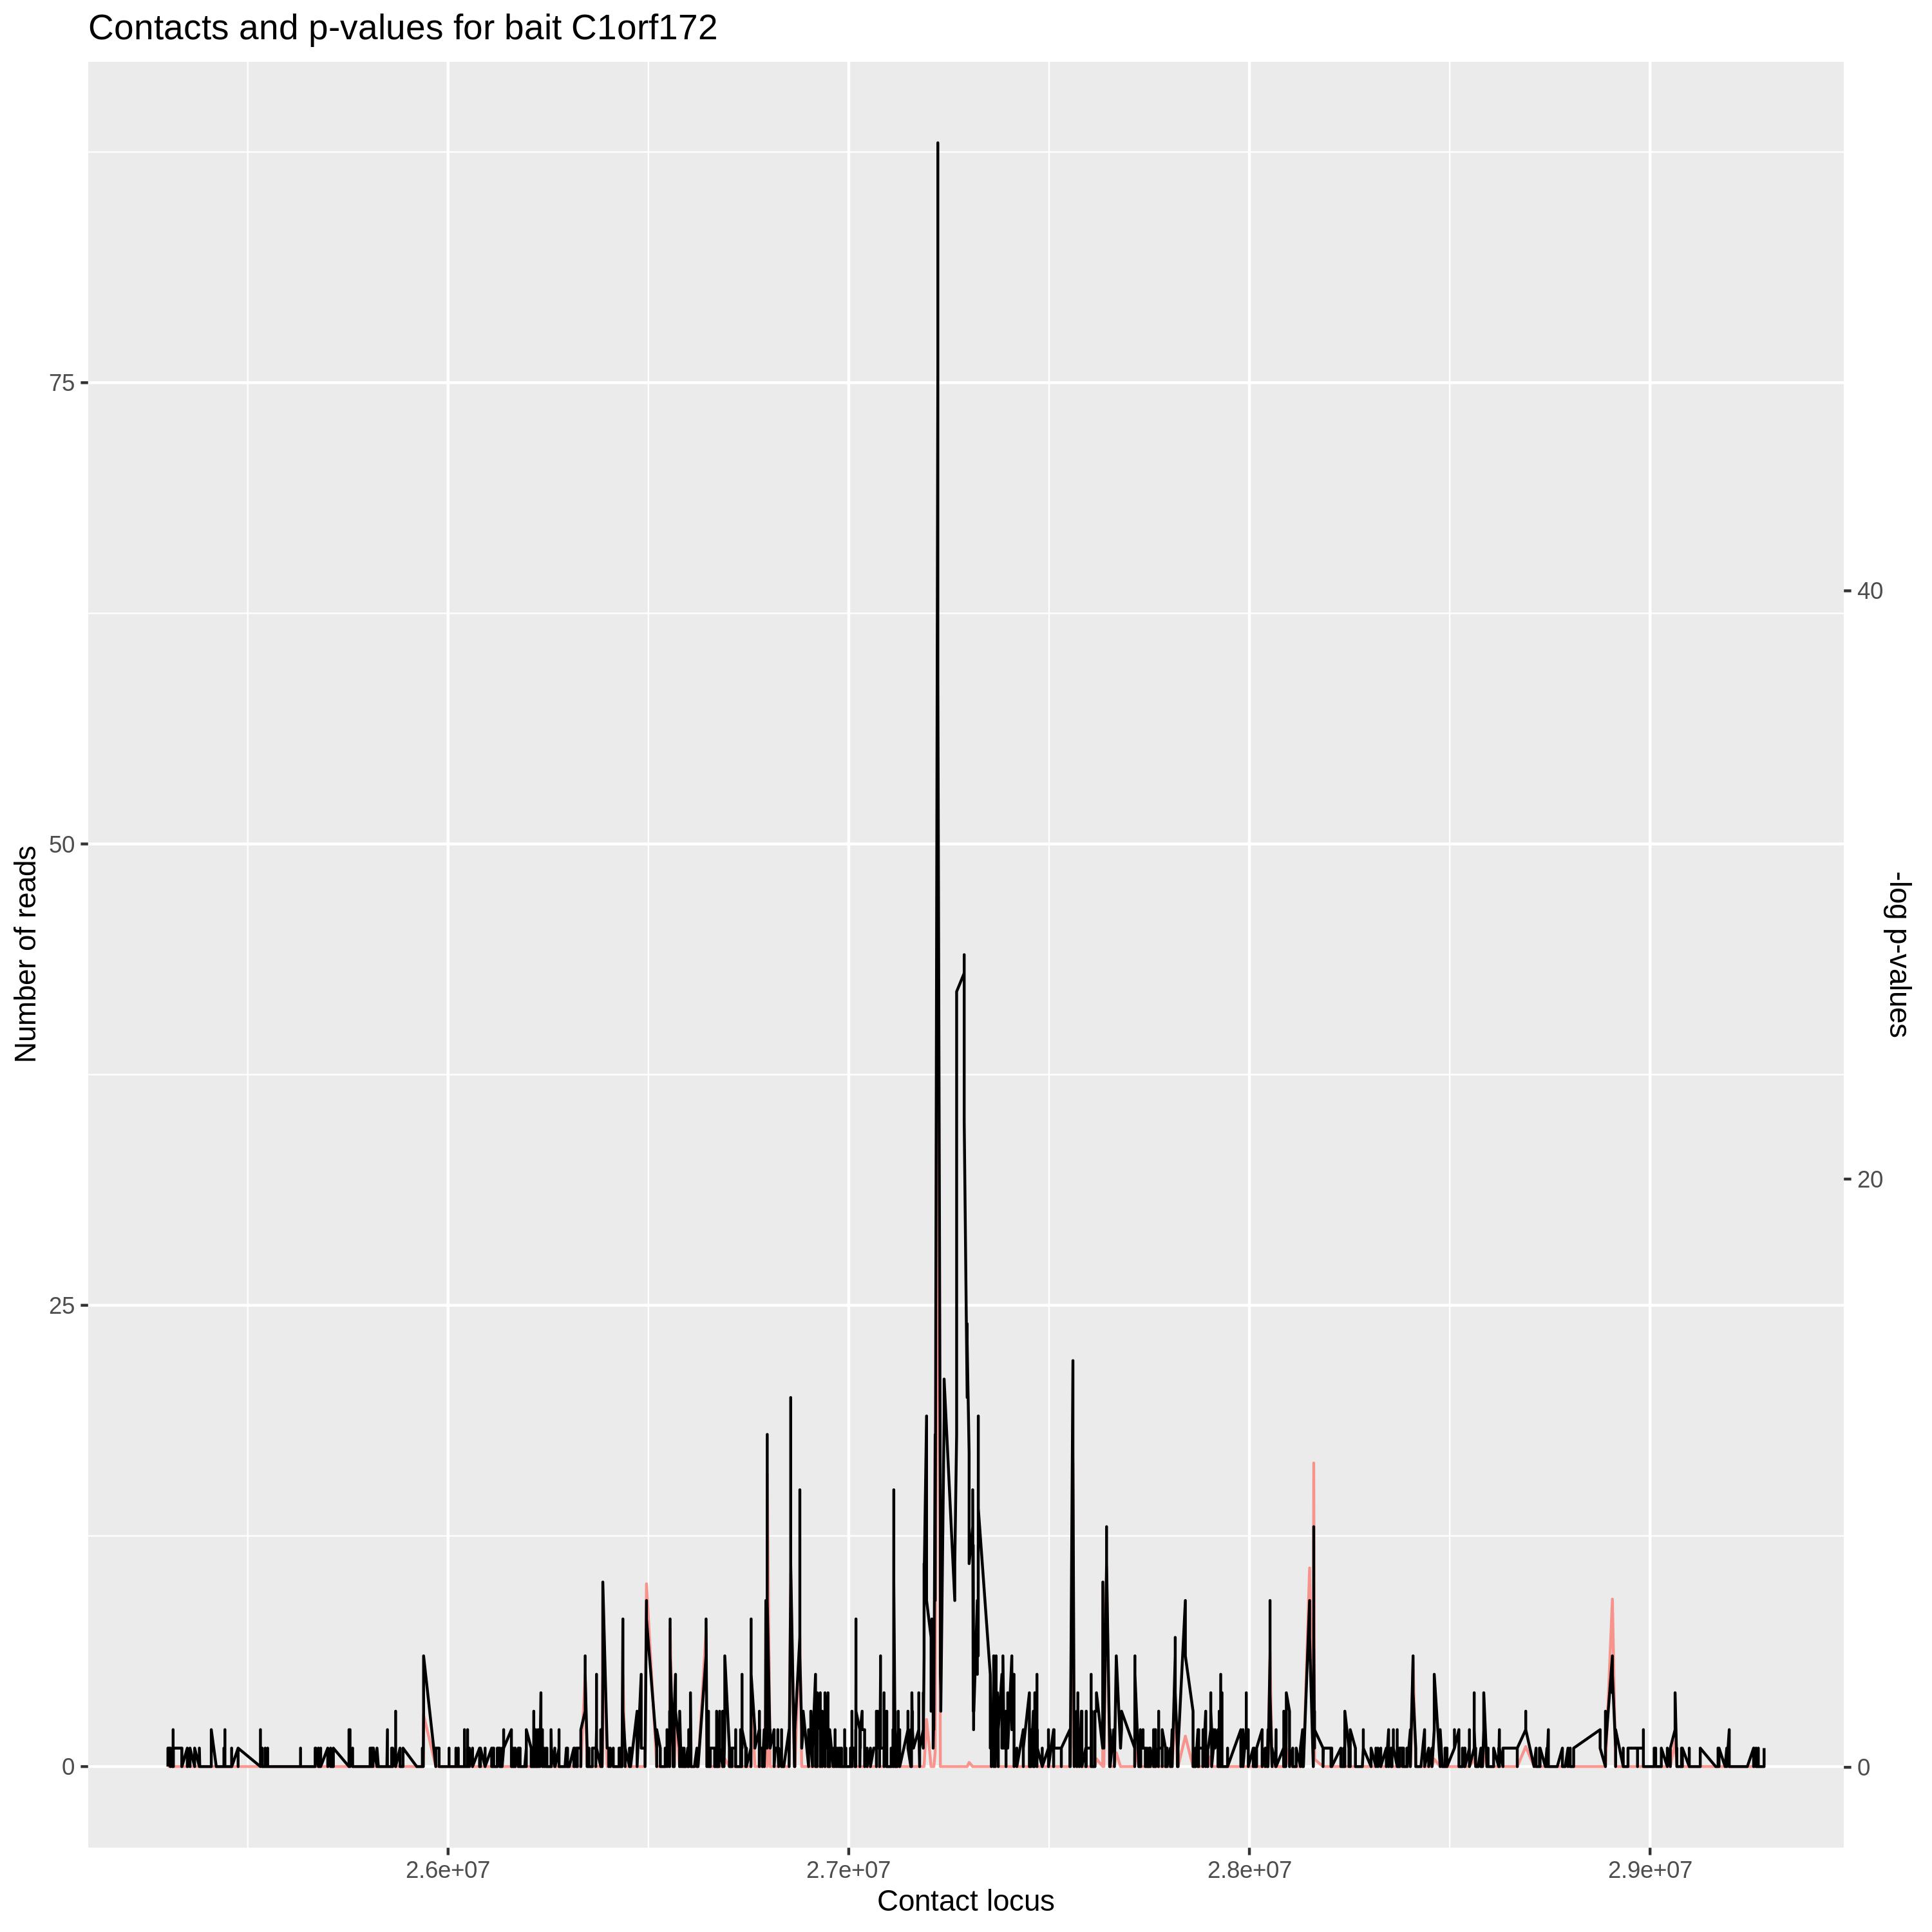 Contacts and p-values for bait C1orf172
75
50
25
0
40
20
0
Number of reads
-log p-values
2.6e+07
2.7e+07
2.8e+07
2.9e+07
Contact locus